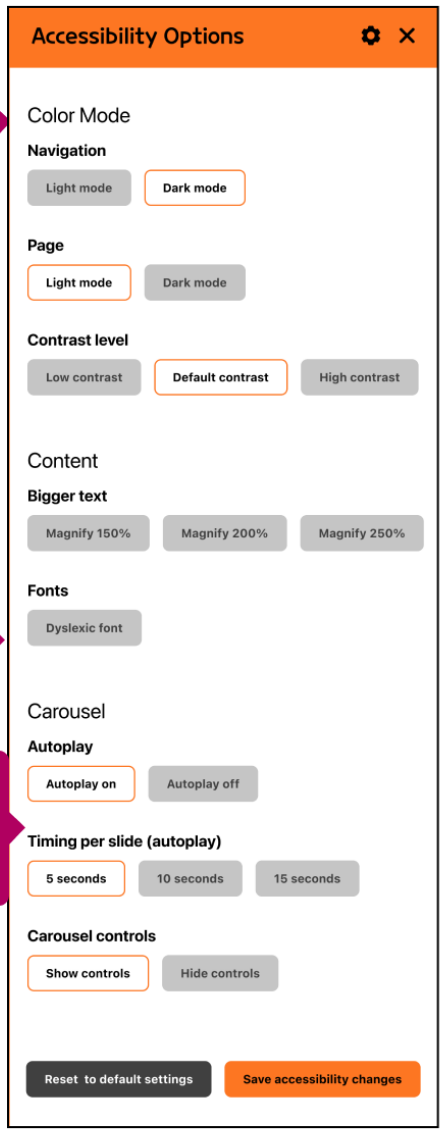 Accessibility Options
Color Mode
Navigation
Light mode Dark mode
Page
Light mode Dark mode
Contrast level
Low contrast Default contrast High contrast
Content
Bigger text
Magnify 150% Magnify 200% Magnify 250%
Fonts
Dyslexic font
Carousel
Autoplay
Autoplay on Autoplay off
Timing per slide (autoplay)
5 seconds 10 seconds 15 seconds
Carousel controls
Show controls Hide controls
Reset to default settings Save accessibility changes